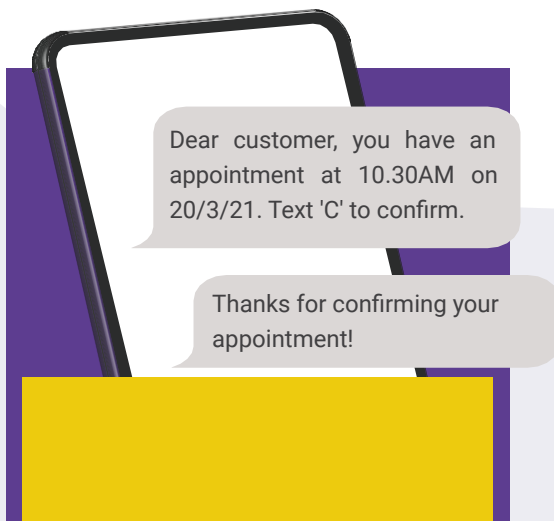 Dear customer, you have an
appointment at 10.30AM on
20/3/21. Text 'C' to confirm.
Thanks for confirming your
appointment!